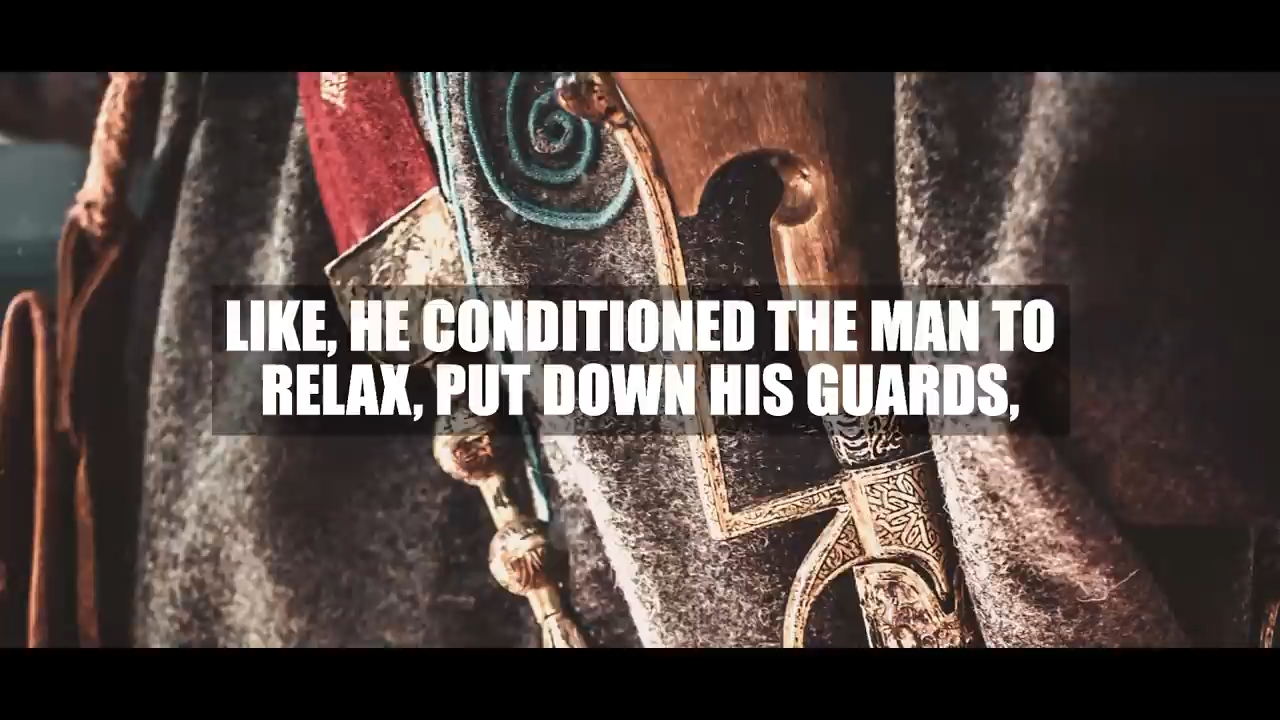 LIKE, HE CONDITIONED THE MAN TO
RELAX, PUT DOWN HIS GUARDS,